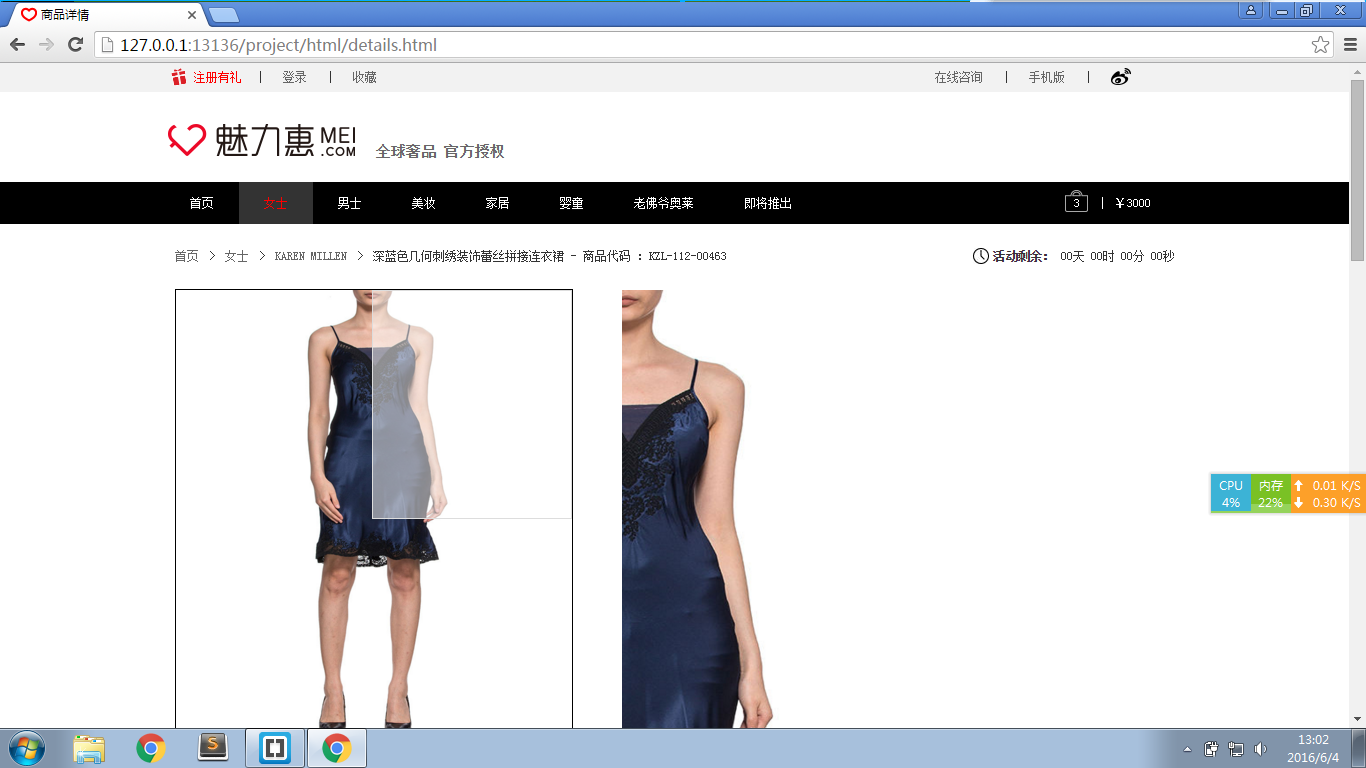 商品详情
127.0.0.1:13136/project/html/details.html
注册有礼 | 登录 | 收藏 在线咨询 | 手机版 |
魅力惠 MEI .COM 全球奢品 官方授权
首页 女士 男士 美妆 家居 婴童 老佛爷奥莱 即将推出 3 | ￥3000
首页 > 女士 > KAREN MILLEN > 深蓝色几何刺绣装饰蕾丝拼接连衣裙 - 商品代码 : KZL-112-00463 活动剩余: 00天 00时 00分 00秒
CPU 内存 0.01 K/S
4% 22% 0.30 K/S
13:02
2016/6/4